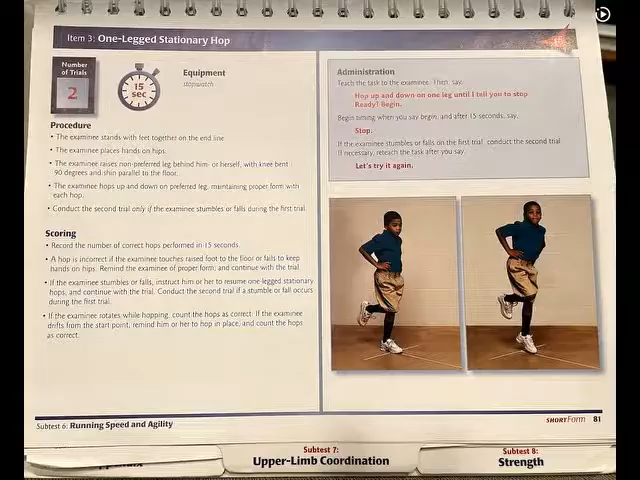 Item 3: One-Legged Stationary Hop
Number
of Trials
2
15
sec
Equipment
stopwatch
Procedure
• The examinee stands with feet together on the end line
• The examinee places hands on hips.
• The examinee raises non-preferred leg behind him- or herself, with knee bent
90 degrees and shin parallel to the floor.
• The examinee hops up and down on preferred leg, maintaining proper form with
each hop.
• Conduct the second trial only if the examinee stumbles or falls during the first trial.
Scoring
• Record the number of correct hops performed in 15 seconds.
• A hop is incorrect if the examinee touches raised foot to the floor or fails to keep
hands on hips. Remind the examinee of proper form, and continue with the trial.
• If the examinee stumbles or falls, instruct him or her to resume one-legged stationary
hops, and continue with the trial. Conduct the second trial if a stumble or fall occurs
during the first trial.
• If the examinee rotates while hopping, count the hops as correct. If the examinee
drifts from the start point, remind him or her to hop in place, and count the hops
as correct.
Administration
Teach the task to the examinee. Then, say,
Hop up and down on one leg until I tell you to stop
Ready? Begin.
Begin timing when you say begin, and after 15 seconds, say,
Stop.
If the examinee stumbles or falls on the first trial, conduct the second trial
If necessary, reteach the task after you say,
Let's try it again.
Subtest 6: Running Speed and Agility
SHORT Form 81
Subtest 7:
Upper-Limb Coordination
Subtest 8:
Strength